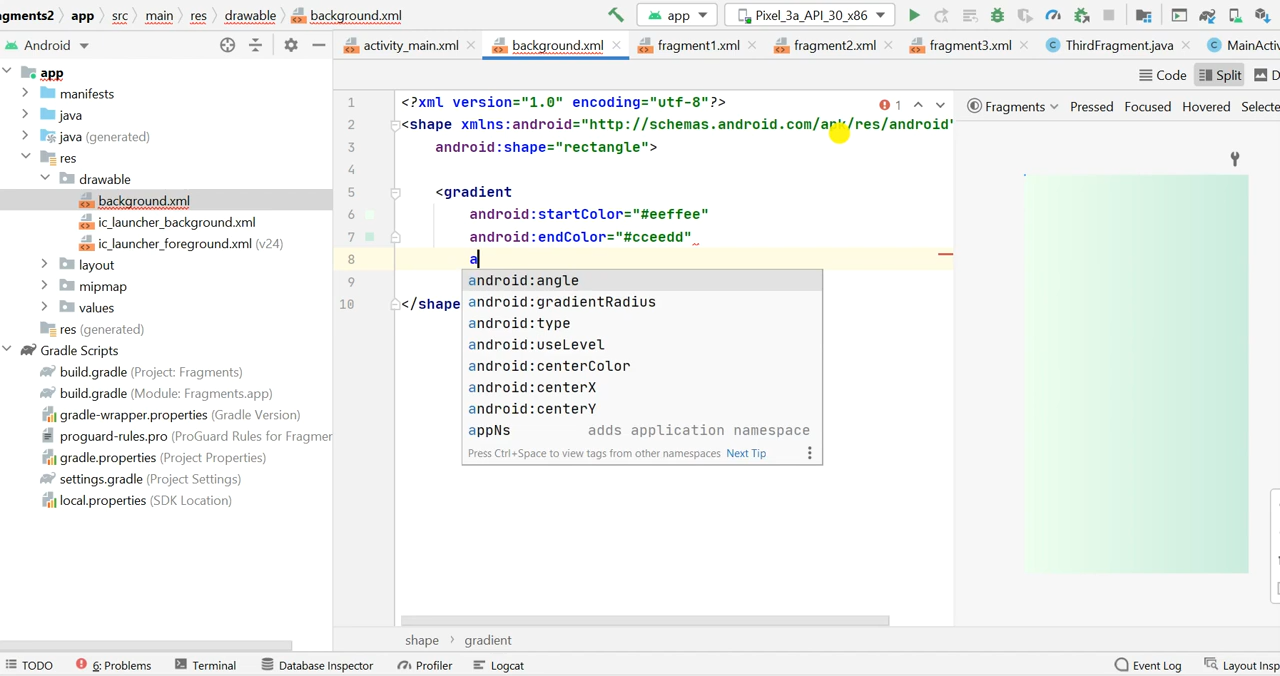 agments2 app src main res drawable background.xml app Pixel_3a_API_30_x86
Android activity_main.xml background.xml fragment1.xml fragment2.xml fragment3.xml ThirdFragment.java MainActiv
Code Split D
Fragments Pressed Focused Hovered Selecte
app
manifests
java
java (generated)
res
drawable
background.xml
ic_launcher_background.xml
ic_launcher_foreground.xml (v24)
layout
mipmap
values
res (generated)
Gradle Scripts
build.gradle (Project: Fragments)
build.gradle (Module: Fragments.app)
gradle-wrapper.properties (Gradle Version)
proguard-rules.pro (ProGuard Rules for Fragmer
gradle.properties (Project Properties)
settings.gradle (Project Settings)
local.properties (SDK Location)
1 <?xml version="1.0" encoding="utf-8"?> 1
2 <shape xmlns:android="http://schemas.android.com/apk/res/android"
3 android:shape="rectangle">
4
5 <gradient
6 android:startColor="#eeffee"
7 android:endColor="#cceedd"
8 a
9
10 </shape
android:angle
android:gradientRadius
android:type
android:useLevel
android:centerColor
android:centerX
android:centerY
appNs adds application namespace
Press Ctrl+Space to view tags from other namespaces Next Tip
shape gradient
TODO 6: Problems Terminal Database Inspector Profiler Logcat Event Log Layout Insp